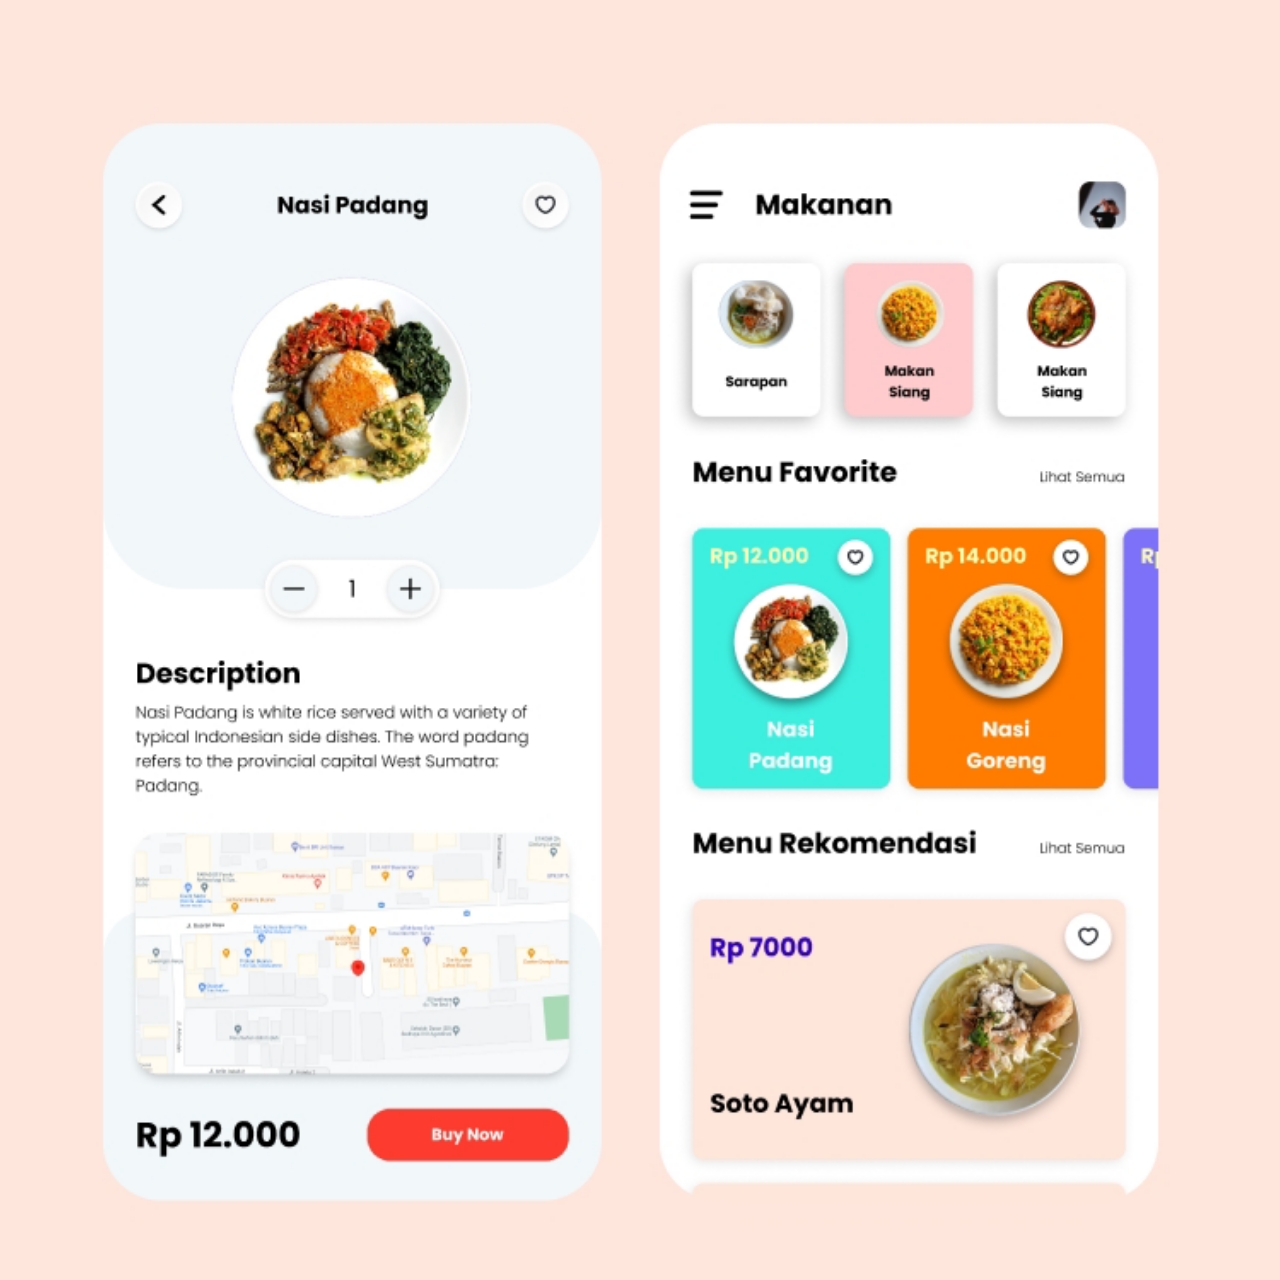 Nasi Padang
1
Description
Nasi Padang is white rice served with a variety of
typical Indonesian side dishes. The word padang
refers to the provincial capital West Sumatra:
Padang.
Rp 12.000
Buy Now
Makanan
Sarapan
Makan
Siang
Makan
Siang
Menu Favorite
Lihat Semua
Rp 12.000
Nasi
Padang
Rp 14.000
Nasi
Goreng
Menu Rekomendasi
Lihat Semua
Rp 7000
Soto Ayam